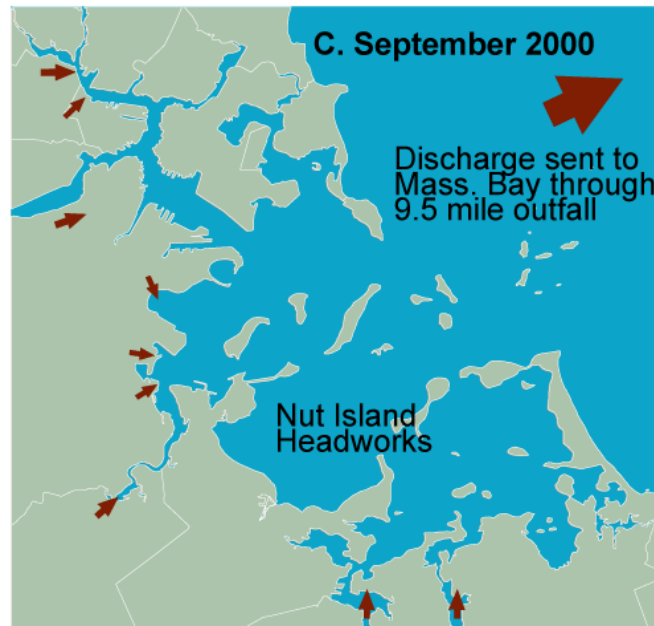 C. September 2000
Discharge sent to
Mass. Bay through
9.5 mile outfall
Nut Island
Headworks